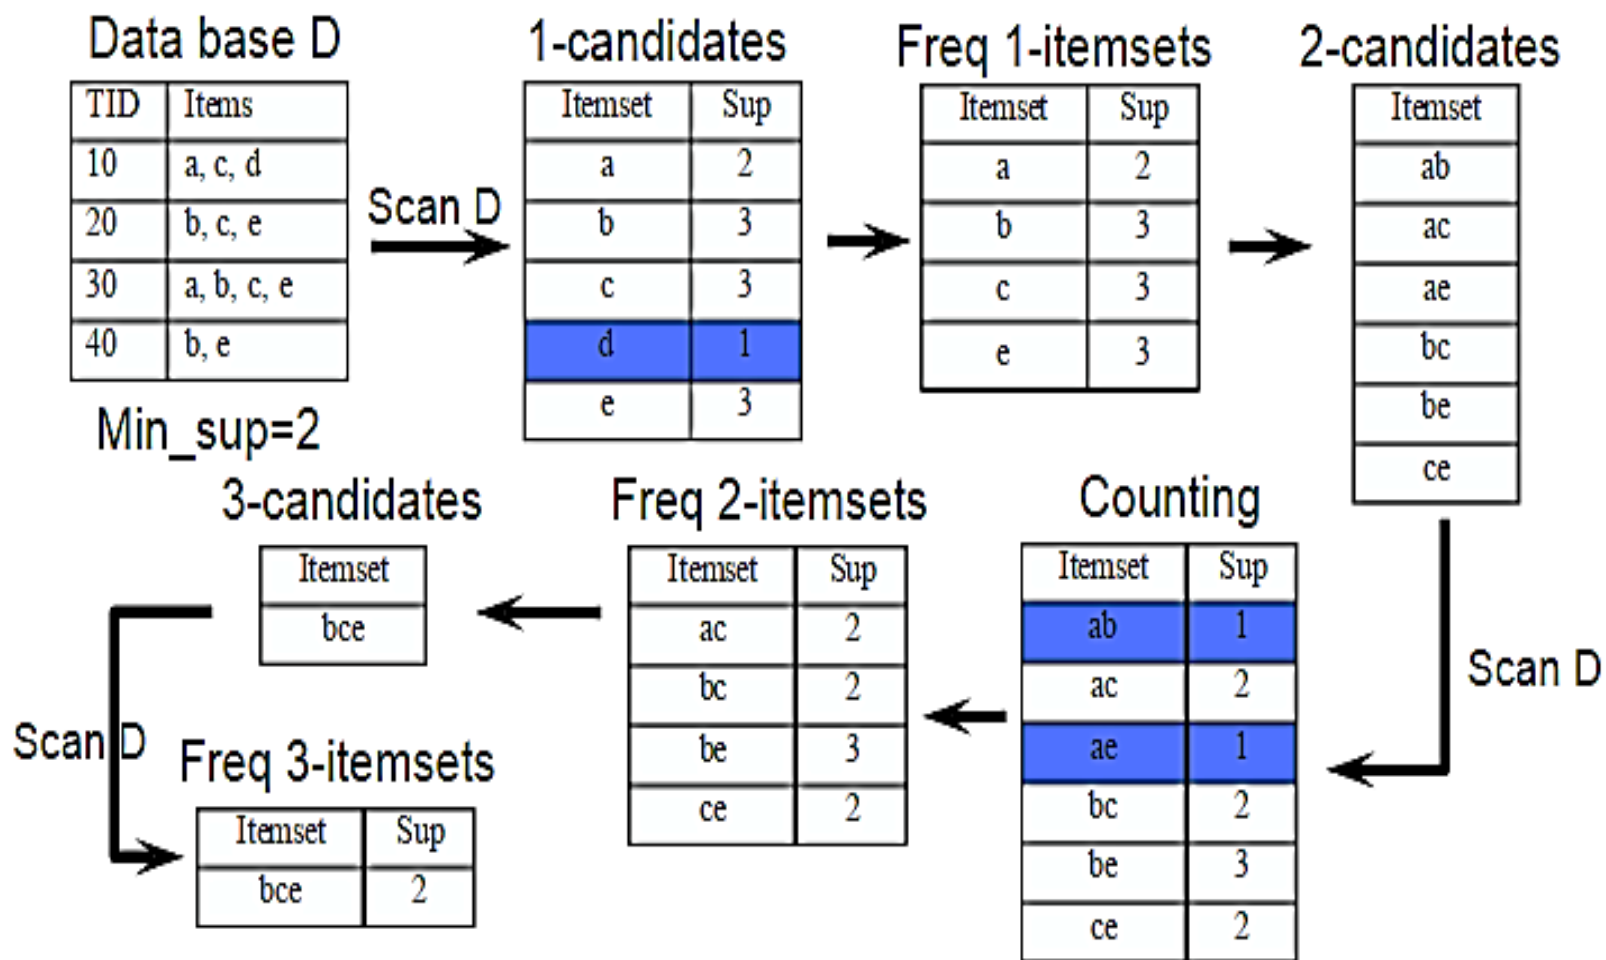 Data base D
TID Items
10 a, c, d
20 b, c, e
30 a, b, c, e
40 b, e
Min_sup=2
Scan D
1-candidates
Itemset Sup
a 2
b 3
c 3
d 1
e 3
Freq 1-itemsets
Itemset Sup
a 2
b 3
c 3
e 3
2-candidates
Itemset
ab
ac
ae
bc
be
ce
Scan D
Counting
Itemset Sup
ab 1
ac 2
ae 1
bc 2
be 3
ce 2
Freq 2-itemsets
Itemset Sup
ac 2
bc 2
be 3
ce 2
3-candidates
Itemset
bce
Scan D
Freq 3-itemsets
Itemset Sup
bce 2